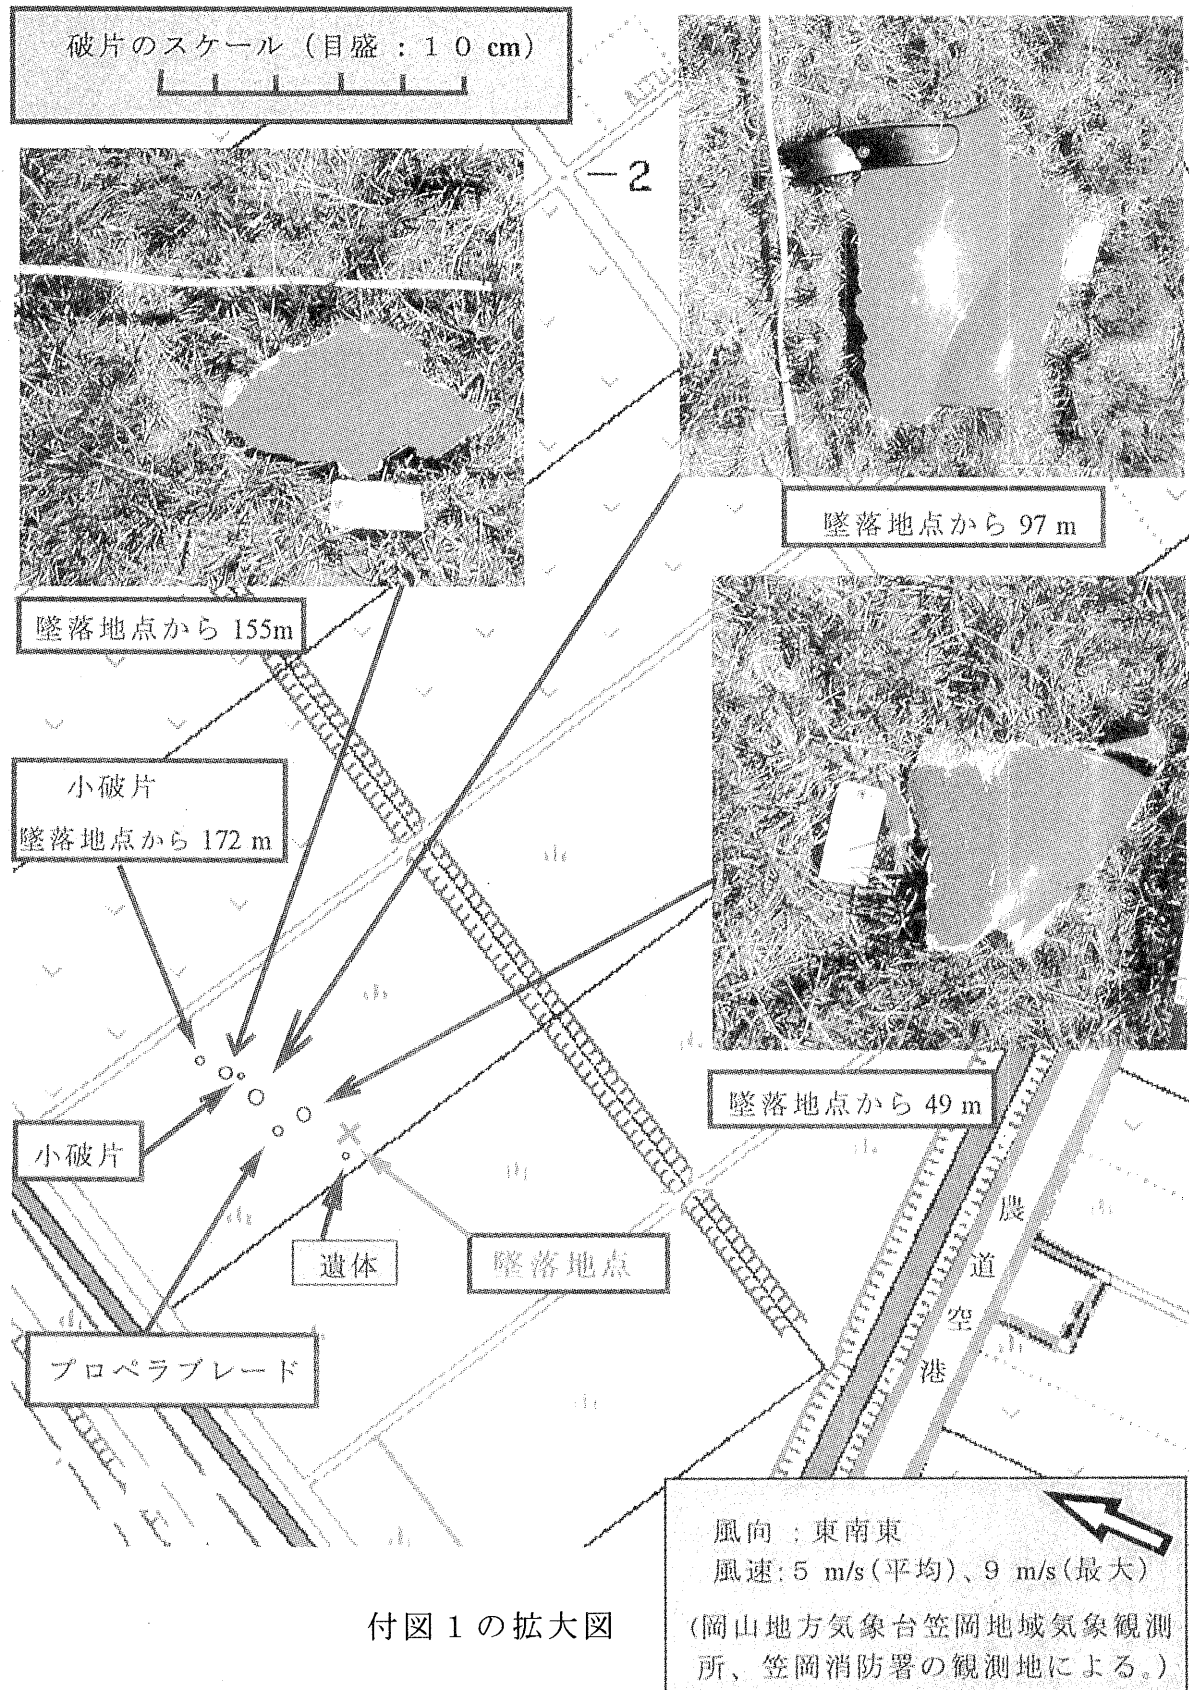 破片のスケール (目盛 : 10 cm)
-2
墜落地点から 97 m
墜落地点から 155m
小破片
墜落地点から 172 m
墜落地点から 49 m
小破片
遺体
墜落地点
プロペラブレード
農
道
空
港
風向 : 東南東
風速: 5 m/s(平均)、9 m/s(最大)
(岡山地方気象台笠岡地域気象観測
所、笠岡消防署の観測地による。)
付図1の拡大図